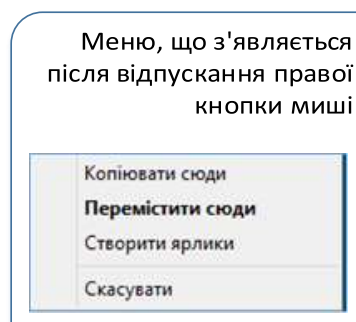 Меню, що з'являється
після відпускання правої
кнопки миші
Копіювати сюди
Перемістити сюди
Створити ярлики
Скасувати